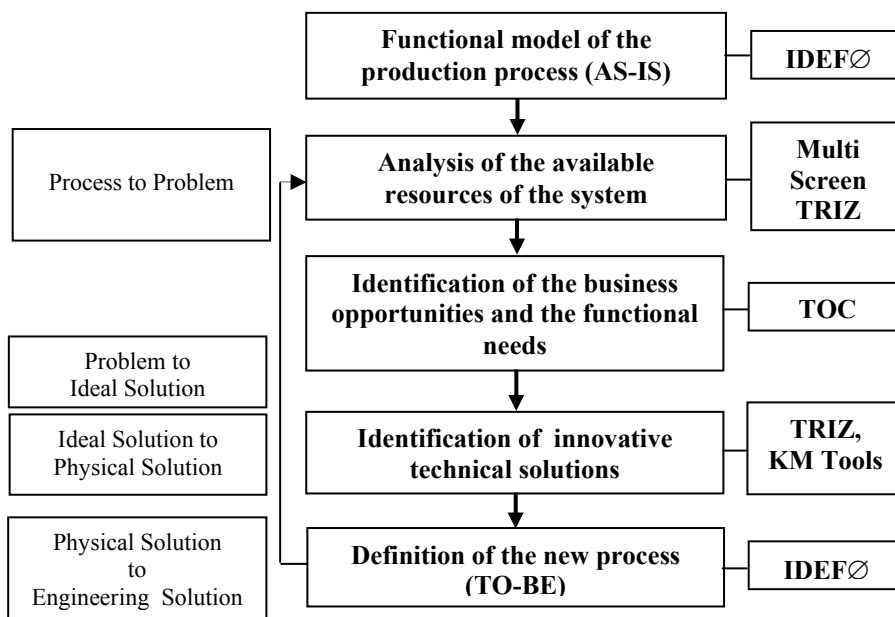 Functional model of the
production process (AS-IS)
IDEF∅
Process to Problem
Analysis of the available
resources of the system
Multi
Screen
TRIZ
Identification of the business
opportunities and the functional
needs
TOC
Problem to
Ideal Solution
Ideal Solution to
Physical Solution
Identification of innovative
technical solutions
TRIZ,
KM Tools
Physical Solution
to
Engineering Solution
Definition of the new process
(TO-BE)
IDEF∅